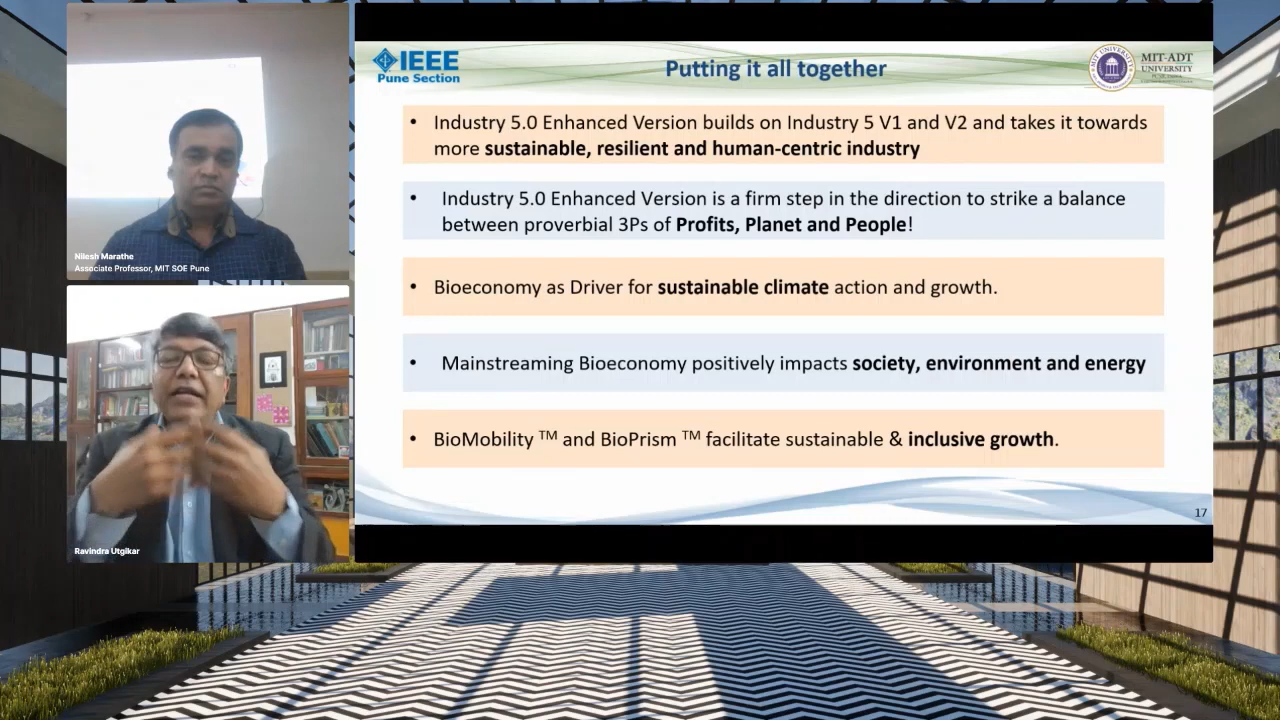 Nilesh Marathe
Associate Professor, MIT SOE Pune
Ravindra Utgikar
IEEE
Pune Section
Putting it all together
MIT-ADT
UNIVERSITY
• Industry 5.0 Enhanced Version builds on Industry 5 V1 and V2 and takes it towards
more sustainable, resilient and human-centric industry
• Industry 5.0 Enhanced Version is a firm step in the direction to strike a balance
between proverbial 3Ps of Profits, Planet and People!
• Bioeconomy as Driver for sustainable climate action and growth.
• Mainstreaming Bioeconomy positively impacts society, environment and energy
• BioMobility TM and BioPrism TM facilitate sustainable & inclusive growth.
17